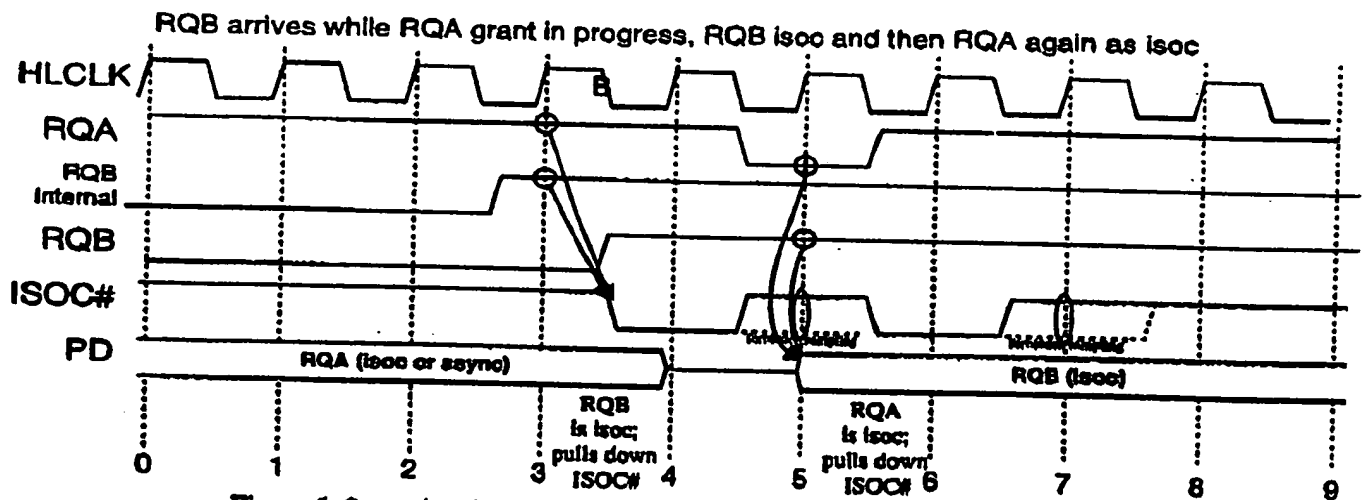 RQB arrives while RQA grant in progress, RQB isoc and then RQA again as isoc
HLCLK
B
RQA
RQB
Internal
RQB
ISOC#
PD
RQA (isoc or async)
RQB (isoc)
RQB
is isoc;
pulls down
ISOC#
RQA
is isoc;
pulls down
ISOC#
0 1 2 3 4 5 6 7 8 9